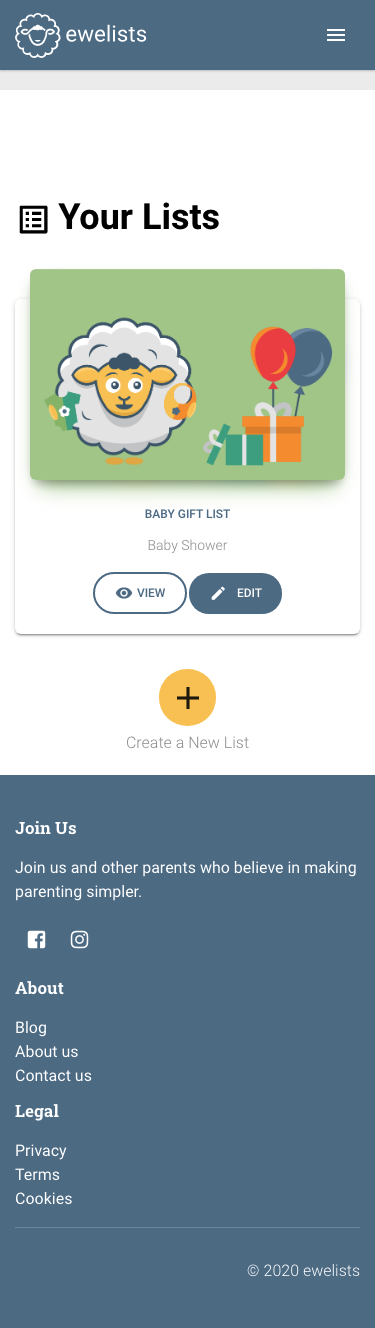 ewelists
Your Lists
BABY GIFT LIST
Baby Shower
VIEW
EDIT
Create a New List
Join Us
Join us and other parents who believe in making
parenting simpler.
About
Blog
About us
Contact us
Legal
Privacy
Terms
Cookies
© 2020 ewelists